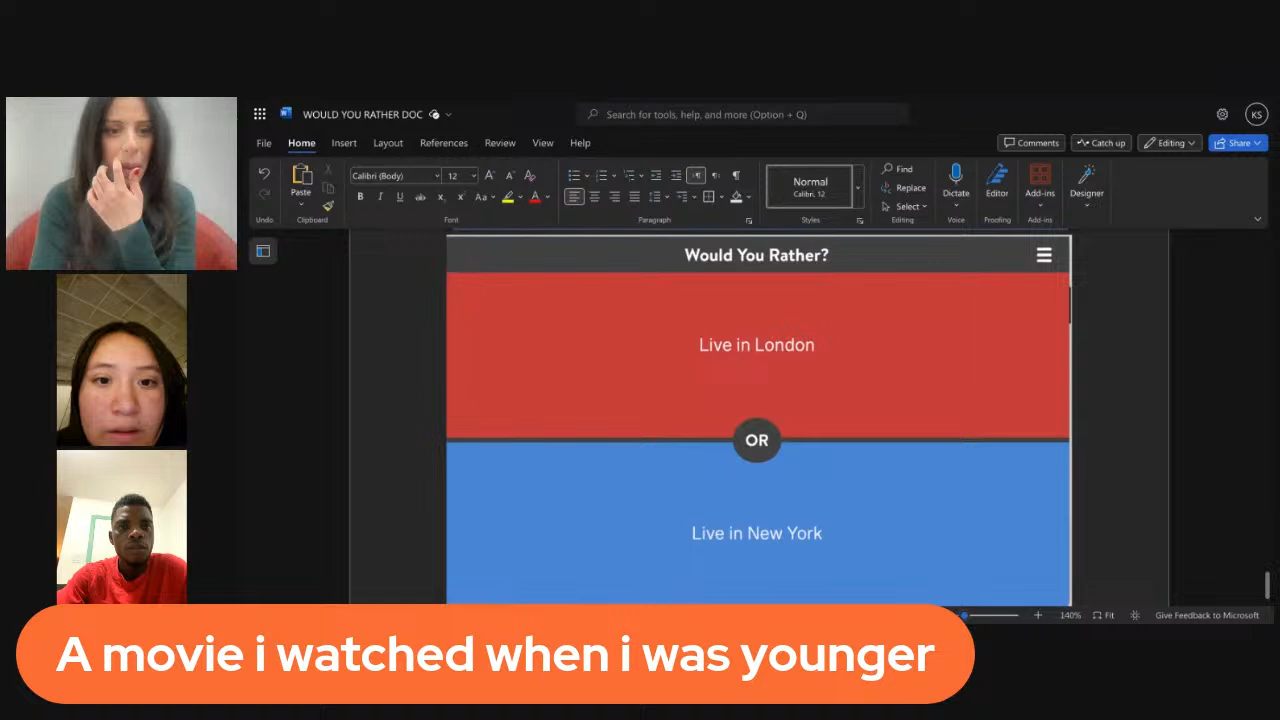 WOULD YOU RATHER DOC
Search for tools, help, and more (Option + Q)
KS
File Home Insert Layout References Review View Help
Comments Catch up Editing Share
Paste
Calibri (Body) 12
Normal
Calibri, 12
Find
Replace
Select
Dictate
Editor
Add-ins
Designer
Undo Clipboard Font Paragraph Styles Editing Voice Proofing Add-ins
Would You Rather?
Live in London
OR
Live in New York
140% Fit Give Feedback to Microsoft
A movie i watched when i was younger